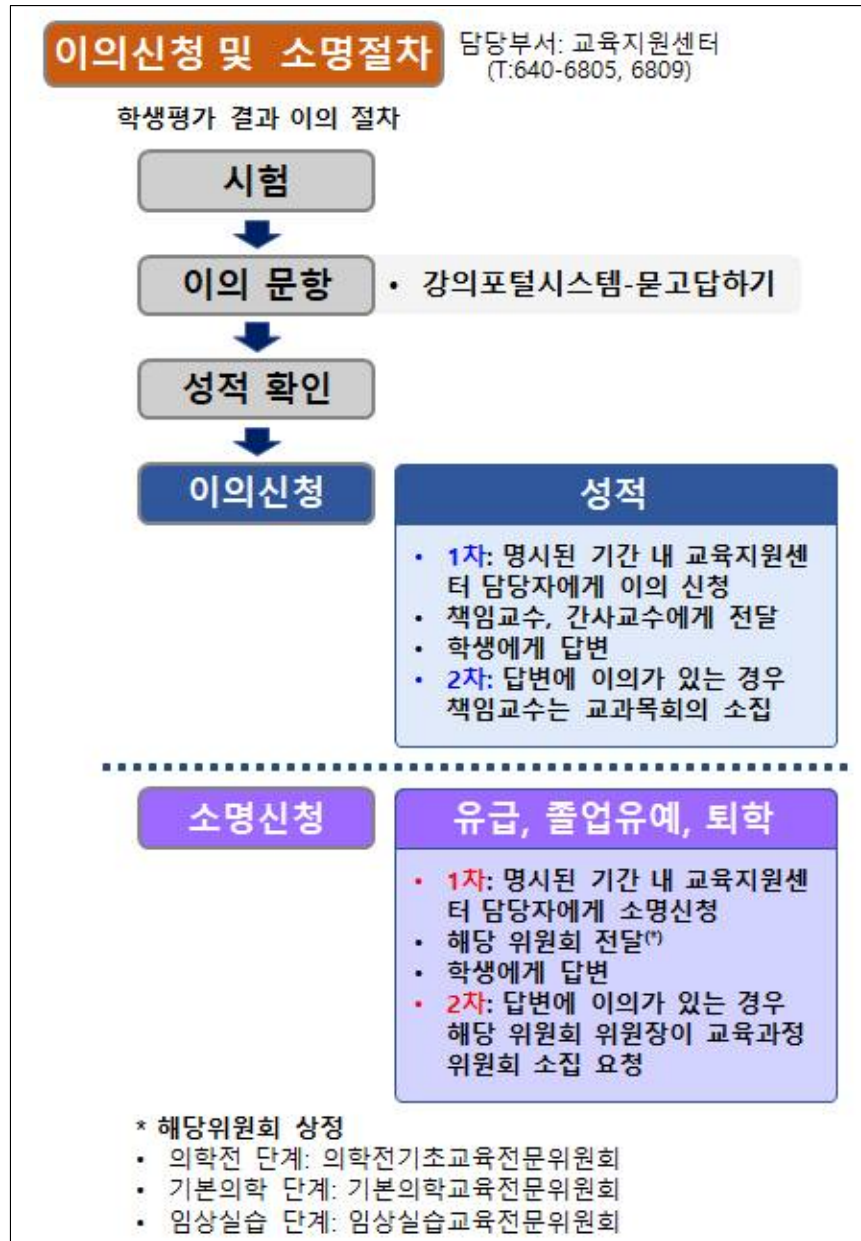 이의신청 및 소명절차
담당부서: 교육지원센터
(T:640-6805, 6809)
학생평가 결과 이의 절차
시험
이의 문항
• 강의포털시스템-묻고답하기
성적 확인
이의신청
성적
• 1차: 명시된 기간 내 교육지원센
터 담당자에게 이의 신청
• 책임교수, 간사교수에게 전달
• 학생에게 답변
• 2차: 답변에 이의가 있는 경우
책임교수는 교과목회의 소집
소명신청
유급, 졸업유예, 퇴학
• 1차: 명시된 기간 내 교육지원센
터 담당자에게 소명신청
• 해당 위원회 전달(*)
• 학생에게 답변
• 2차: 답변에 이의가 있는 경우
해당 위원회 위원장이 교육과정
위원회 소집 요청
* 해당위원회 상정
• 의학전 단계: 의학전기초교육전문위원회
• 기본의학 단계: 기본의학교육전문위원회
• 임상실습 단계: 임상실습교육전문위원회